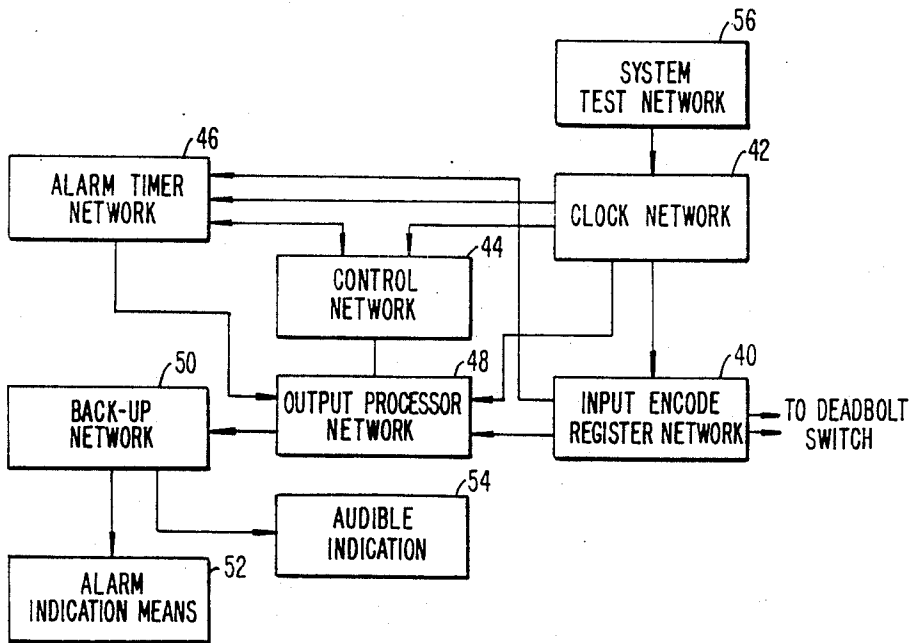 56
SYSTEM
TEST NETWORK
46
ALARM TIMER
NETWORK
42
CLOCK NETWORK
44
CONTROL
NETWORK
50
BACK-UP
NETWORK
48
OUTPUT PROCESSOR
NETWORK
40
INPUT ENCODE
REGISTER NETWORK
TO DEADBOLT
SWITCH
54
AUDIBLE
INDICATION
52
ALARM
INDICATION MEANS